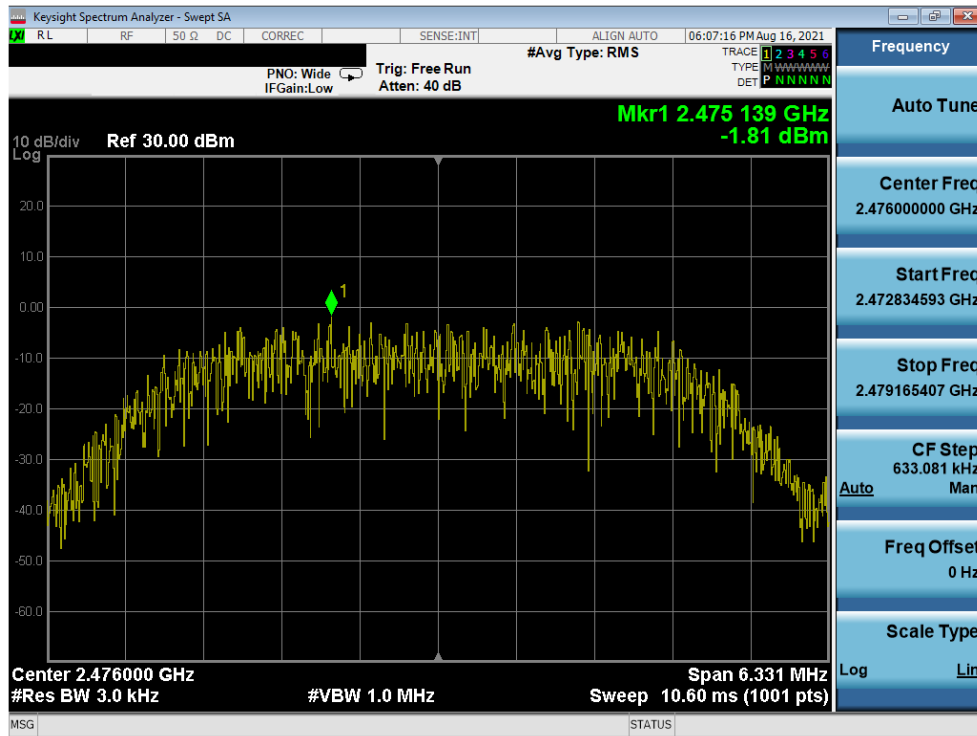 Keysight Spectrum Analyzer - Swept SA
LXI RL RF 50 Ω DC CORREC SENSE:INT ALIGN AUTO 06:07:16 PM Aug 16, 2021
#Avg Type: RMS
TRACE 1 2 3 4 5 6
PNO: Wide Trig: Free Run
TYPE M WWWWW
IFGain:Low Atten: 40 dB
DET P N N N N N
Mkr1 2.475 139 GHz
-1.81 dBm
10 dB/div Ref 30.00 dBm
Log
20.0
10.0
0.00
1
-10.0
-20.0
-30.0
-40.0
-50.0
-60.0
Center 2.476000 GHz Span 6.331 MHz
#Res BW 3.0 kHz #VBW 1.0 MHz Sweep 10.60 ms (1001 pts)
MSG STATUS
Frequency
Auto Tune
Center Freq
2.476000000 GHz
Start Freq
2.472834593 GHz
Stop Freq
2.479165407 GHz
CF Step
633.081 kHz
Auto Man
Freq Offset
0 Hz
Scale Type
Log Lin